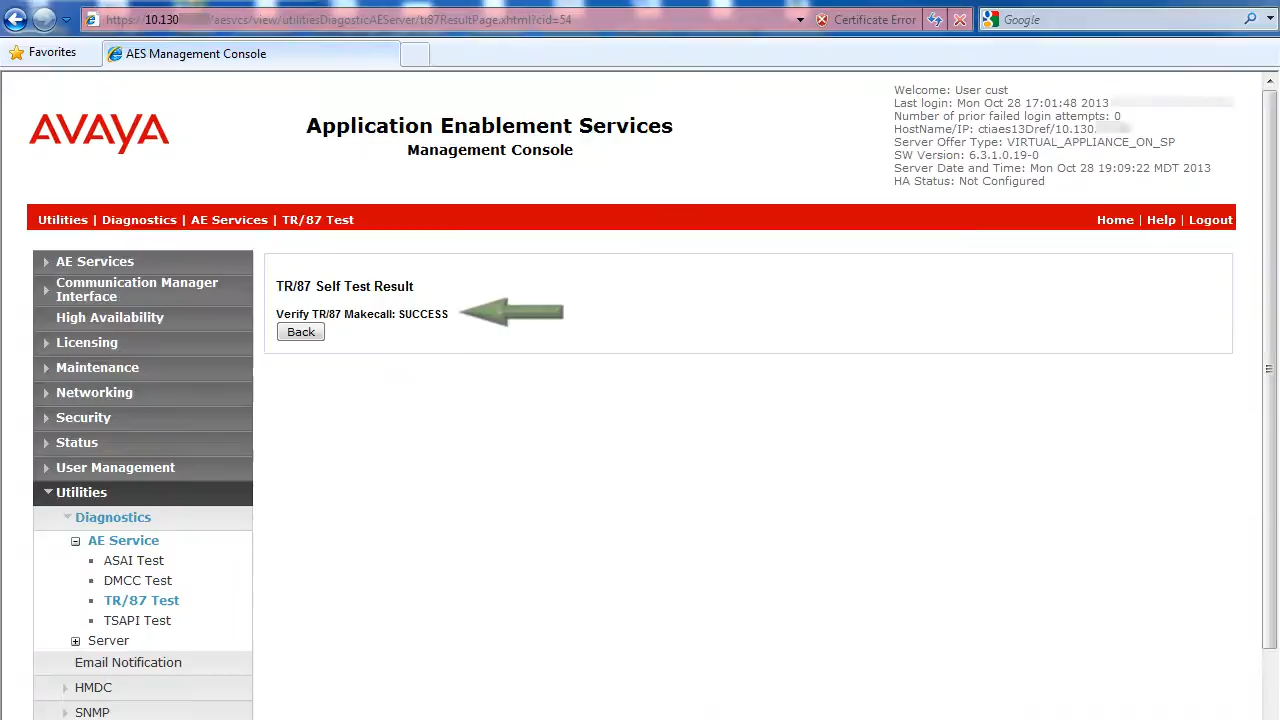 https://10.130 /aesvcs/view/utilitiesDiagnosticAEServer/tr87ResultPage.xhtml?cid=54
Certificate Error
Google
Favorites
AES Management Console
AVAYA
Application Enablement Services
Management Console
Welcome: User cust
Last login: Mon Oct 28 17:01:48 2013
Number of prior failed login attempts: 0
HostName/IP: ctiaes13Dref/10.130.
Server Offer Type: VIRTUAL_APPLIANCE_ON_SP
SW Version: 6.3.1.0.19-0
Server Date and Time: Mon Oct 28 19:09:22 MDT 2013
HA Status: Not Configured
Utilities | Diagnostics | AE Services | TR/87 Test
Home | Help | Logout
AE Services
Communication Manager
Interface
High Availability
Licensing
Maintenance
Networking
Security
Status
User Management
Utilities
Diagnostics
AE Service
ASAI Test
DMCC Test
TR/87 Test
TSAPI Test
Server
Email Notification
HMDC
SNMP
TR/87 Self Test Result
Verify TR/87 Makecall: SUCCESS
Back